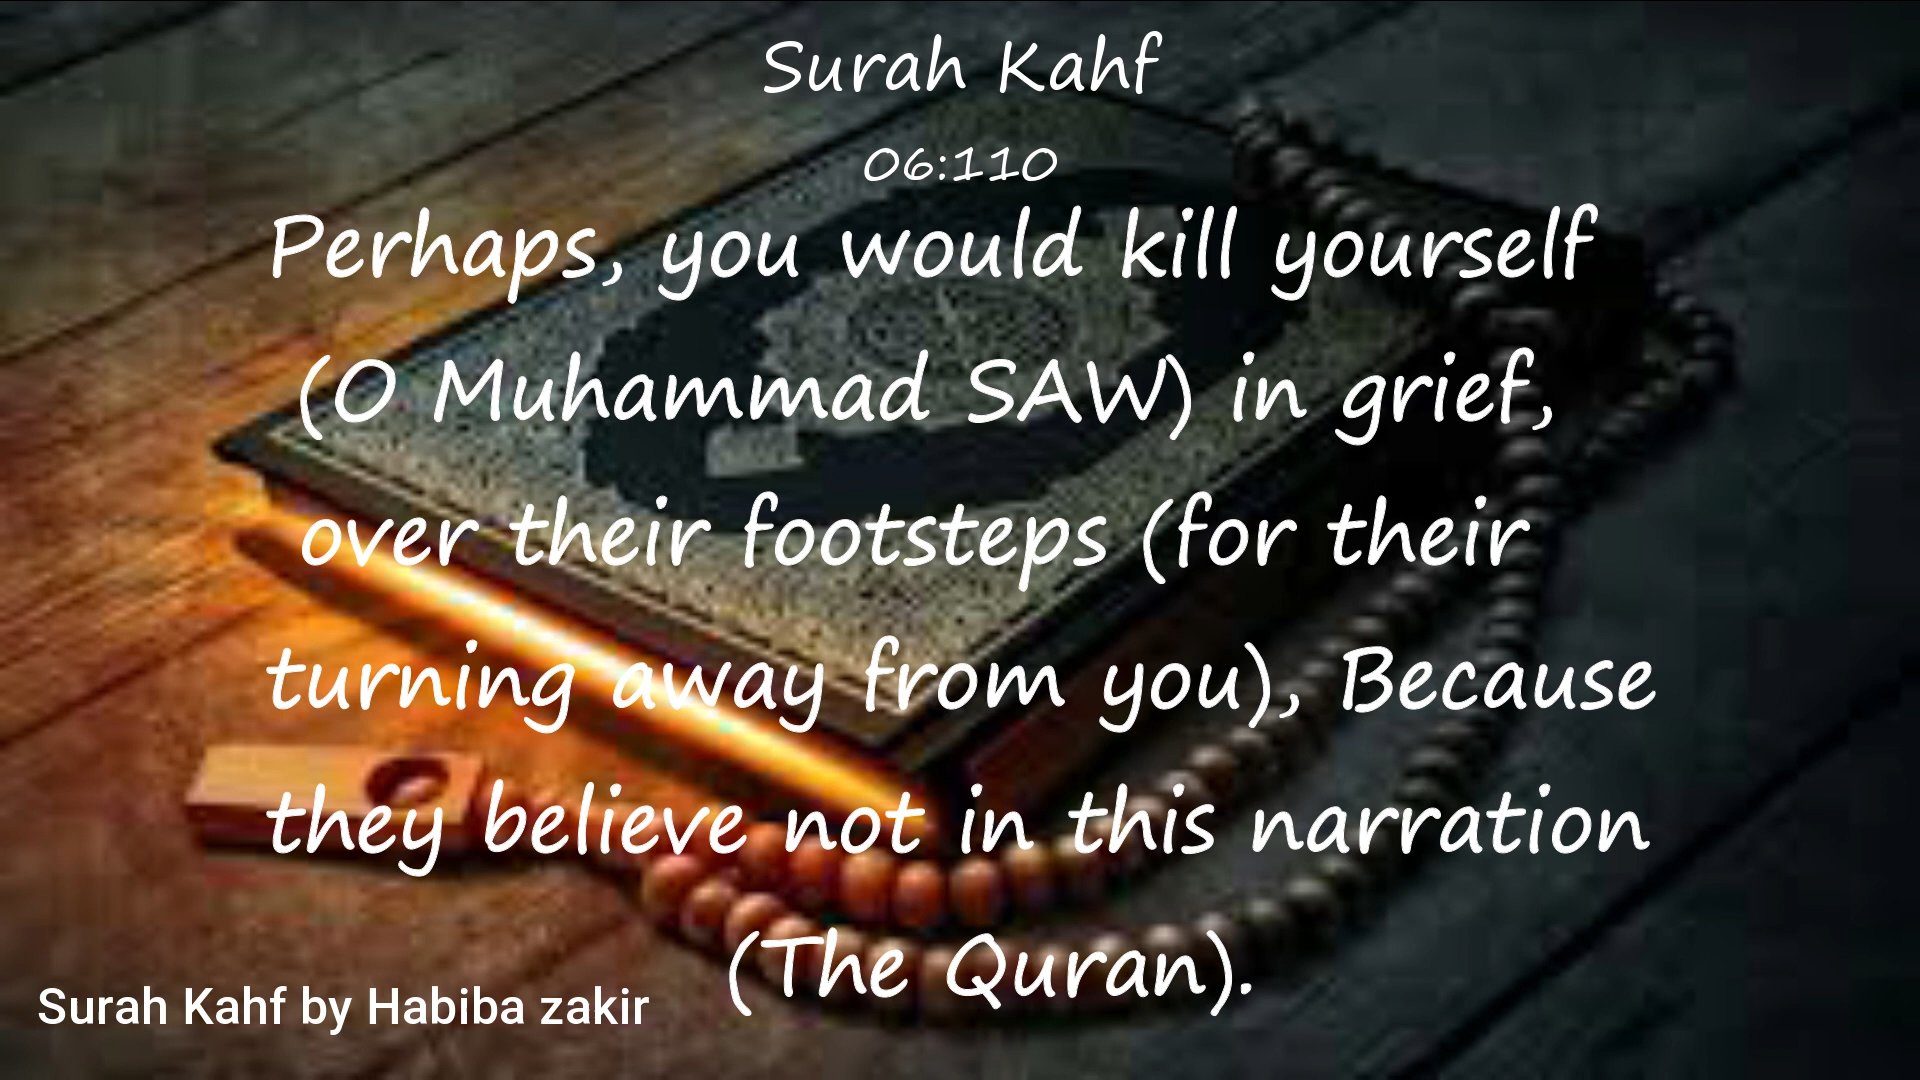 Surah Kahf
06:110
Perhaps, you would kill yourself
(O Muhammad SAW) in grief,
over their footsteps (for their
turning away from you), Because
they believe not in this narration
(The Quran).
Surah Kahf by Habiba zakir